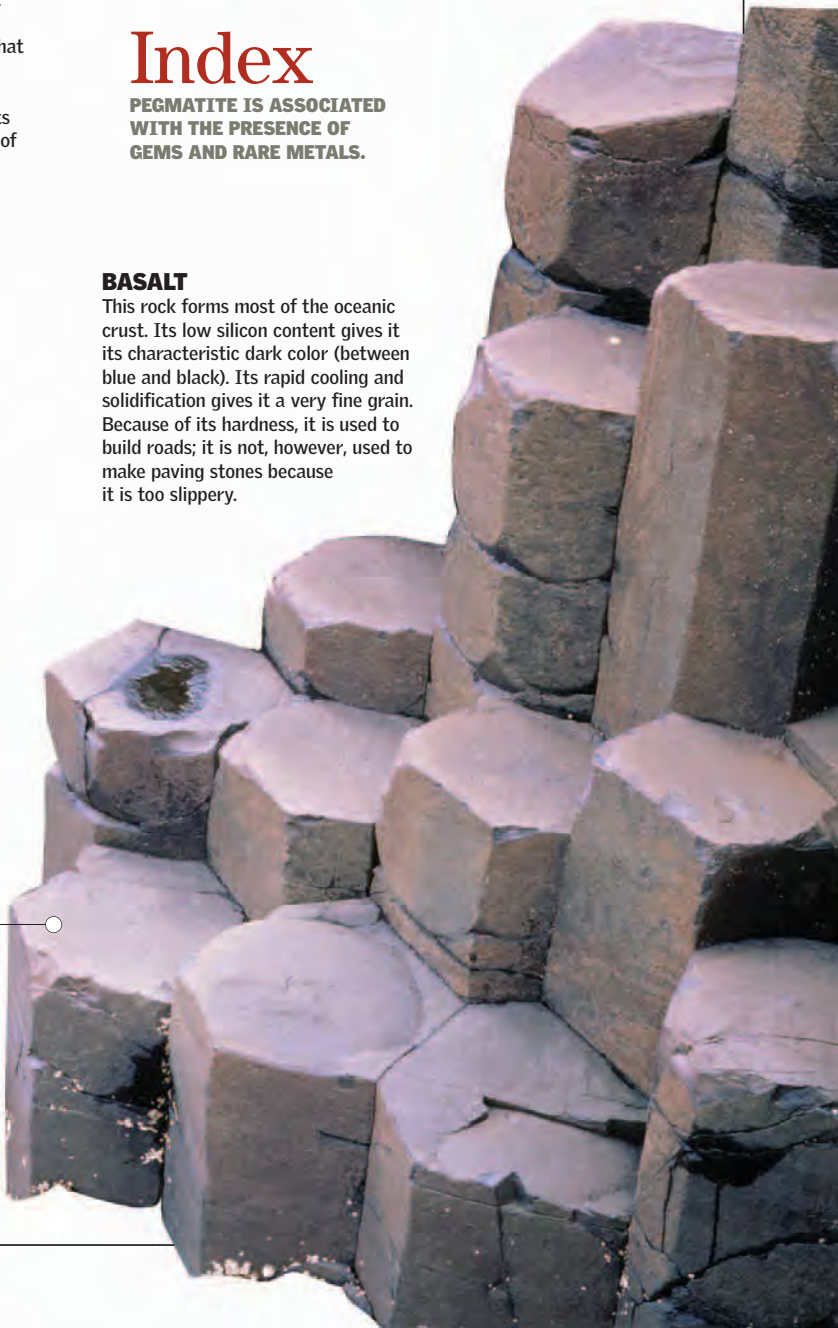 hat
ts
of
Index
PEGMATITE IS ASSOCIATED
WITH THE PRESENCE OF
GEMS AND RARE METALS.
BASALT
This rock forms most of the oceanic
crust. Its low silicon content gives it
its characteristic dark color (between
blue and black). Its rapid cooling and
solidification gives it a very fine grain.
Because of its hardness, it is used to
build roads; it is not, however, used to
make paving stones because
it is too slippery.